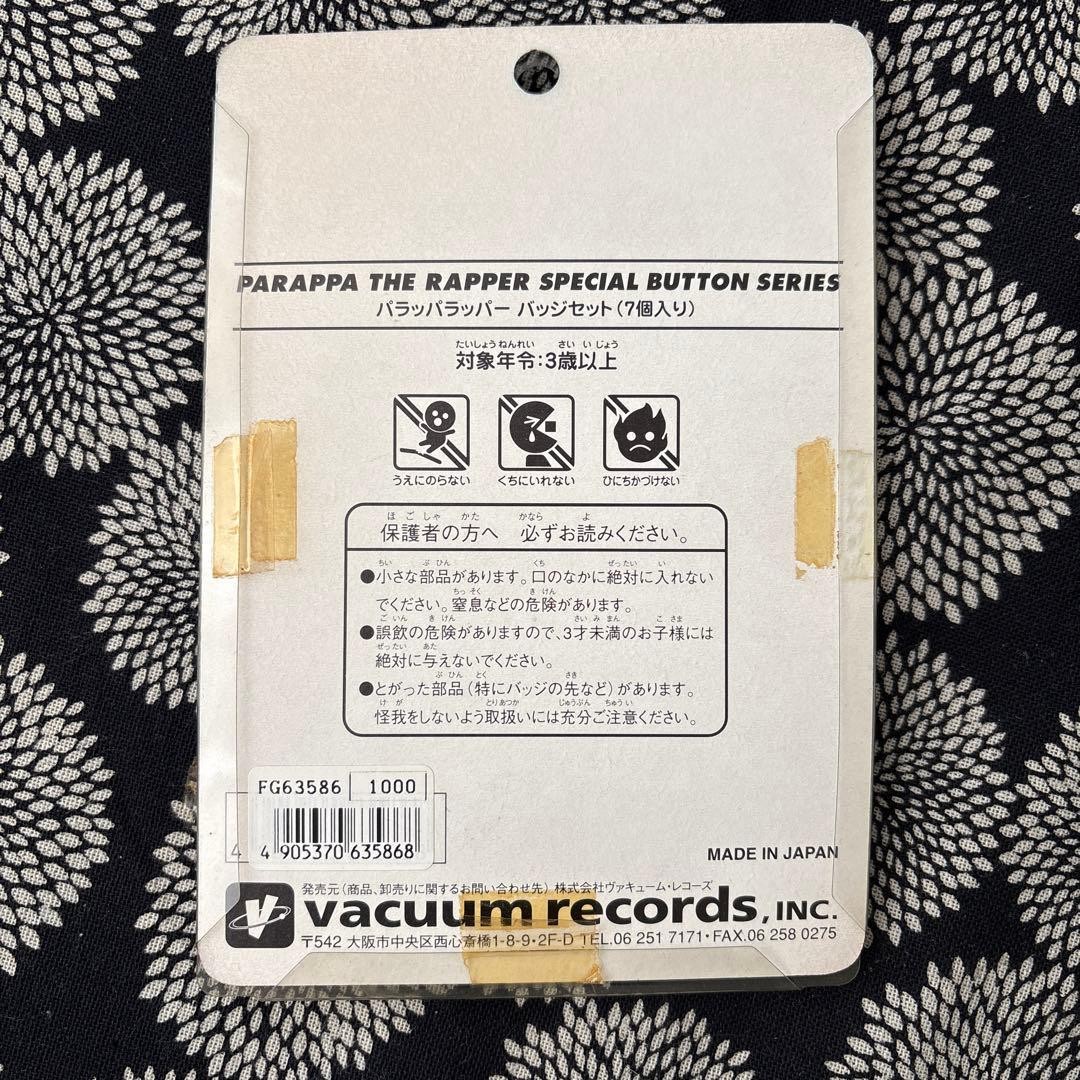 PARAPPA THE RAPPER SPECIAL BUTTON SERIES
パラッパラッパー バッジセット(7個入り)
たいしょうねんれい さい い じょう
対象年令:3歳以上
うえにのらない くちにいれない ひにちかづけない
ほ ご しゃ かた かなら よ
保護者の方へ 必ずお読みください。
ちい ぶ ひん くち ぜったい い
●小さな部品があります。口のなかに絶対に入れない
ちっ そく き けん
でください。窒息などの危険があります。
ご いん き けん さい み まん こ さま
●誤飲の危険がありますので、3才未満のお子様には
ぜったい あた
絶対に与えないでください。
ぶ ひん とく さき
●とがった部品(特にバッジの先など)があります。
け が とりあつか じゅうぶん ちゅうい
怪我をしないよう取扱いには充分ご注意ください。
FG63586 1000
4
4 905370 635868
MADE IN JAPAN
発売元(商品、卸売りに関するお問い合わせ先) 株式会社ヴァキューム・レコーズ
V vacuum records, INC.
〒542 大阪市中央区西心斎橋1-8-9・2F-D TEL.06 251 7171・FAX.06 258 0275